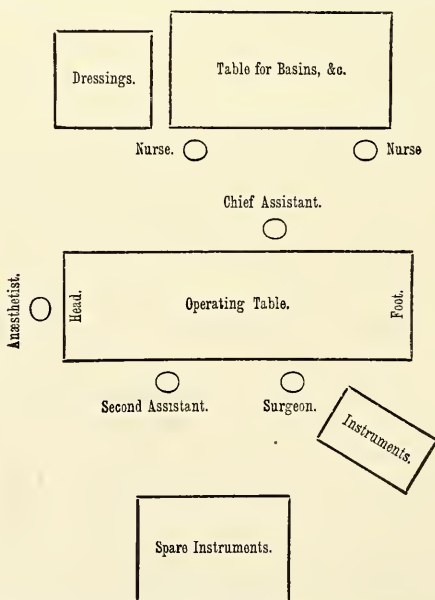 Dressings.
Table for Basins, &c.
Nurse.
Nurse
Chief Assistant.
Anæsthetist.
Head.
Operating Table.
Foot.
Second Assistant.
Surgeon.
Instruments.
Spare Instruments.